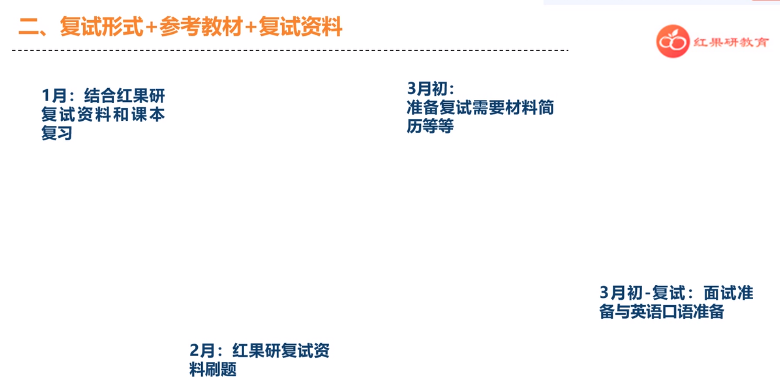 二、复试形式+参考教材+复试资料
红果研教育
1月：结合红果研
复试资料和课本
复习
3月初：
准备复试需要材料简
历等等
3月初-复试：面试准
备与英语口语准备
2月：红果研复试资
料刷题